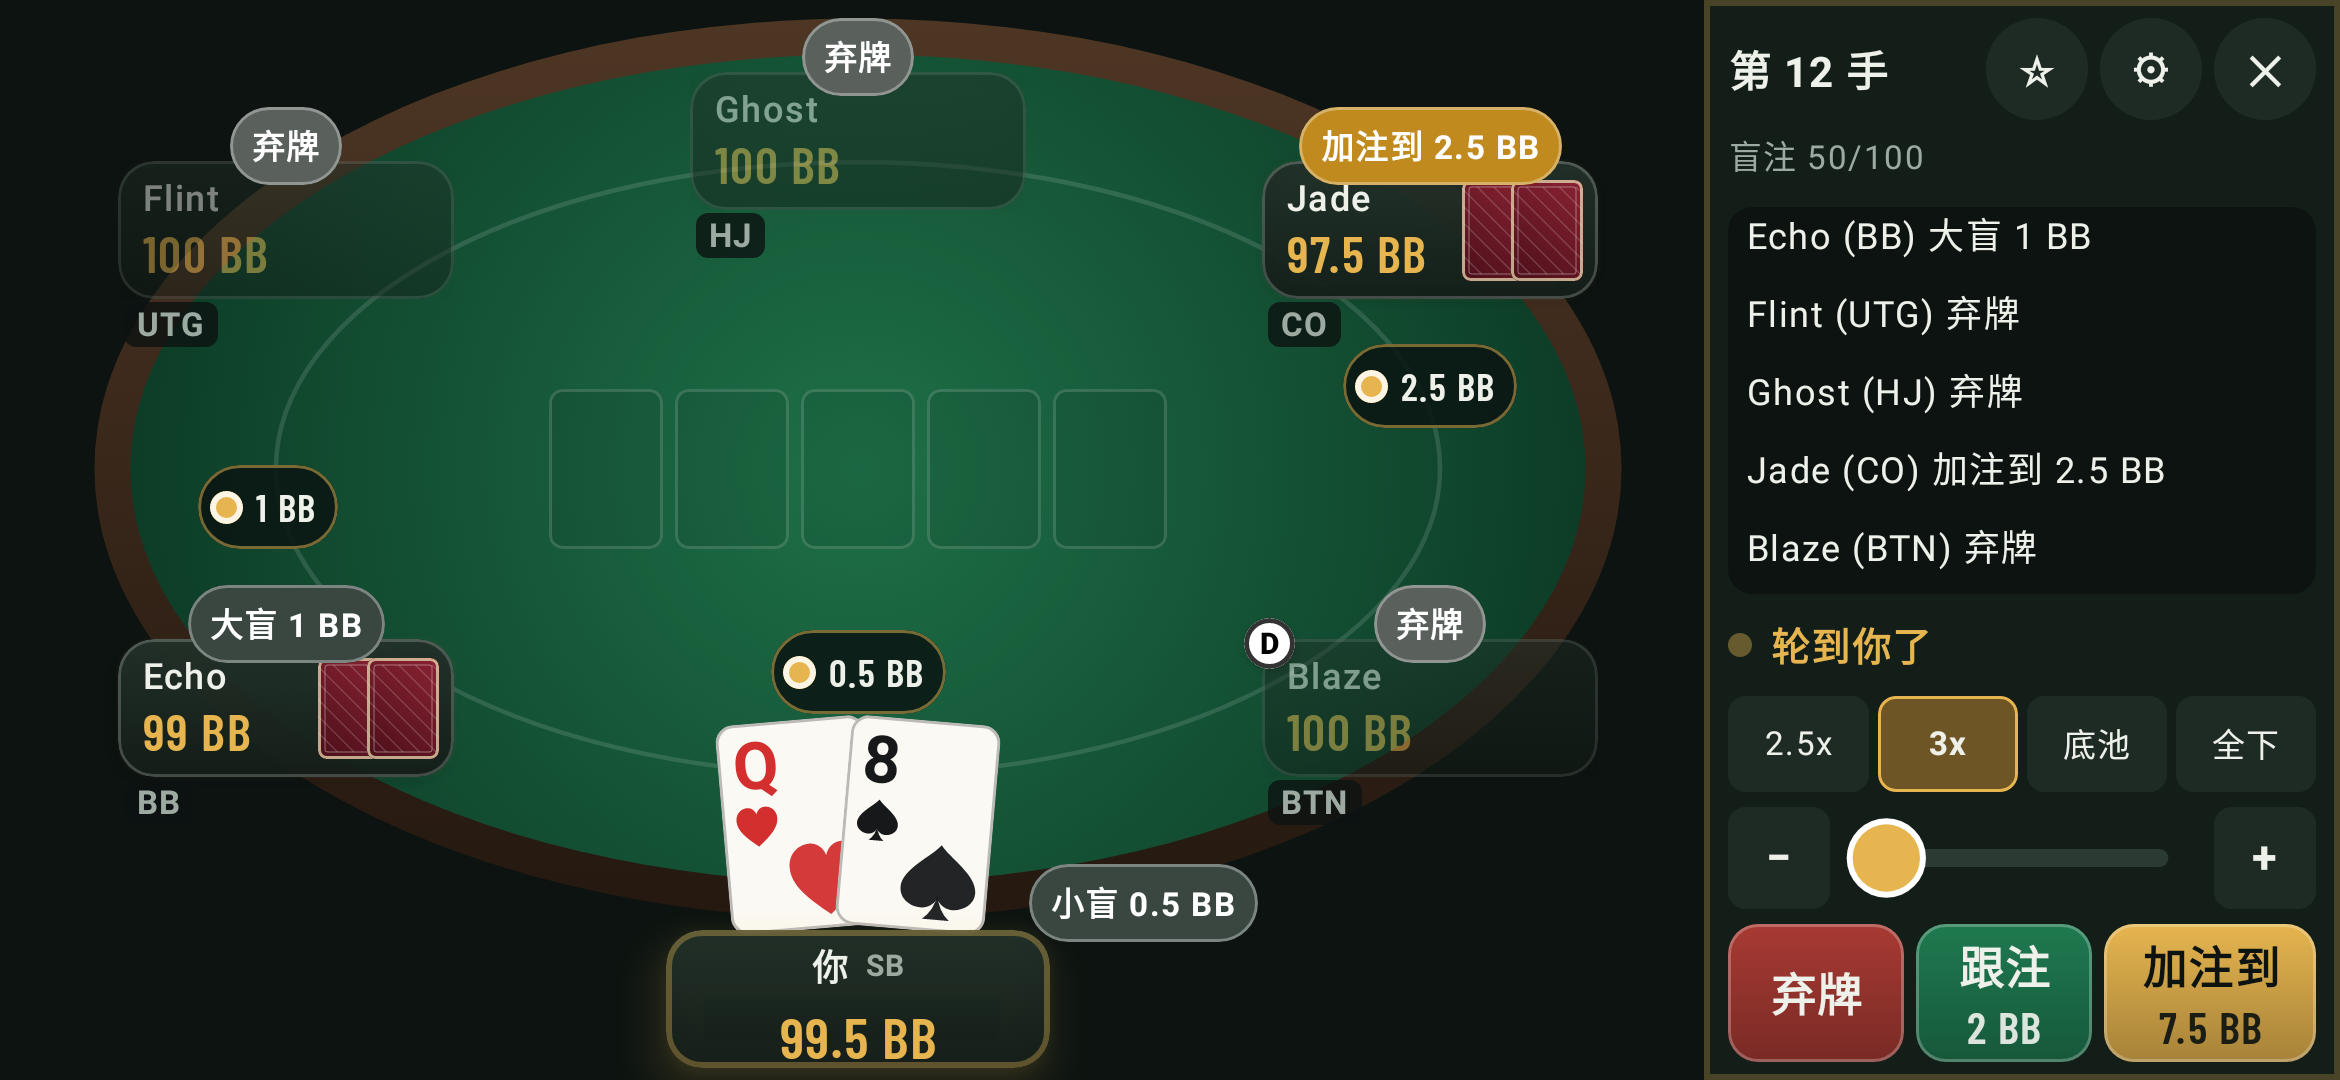 弃牌
Ghost
100 BB
HJ
弃牌
Flint
100 BB
UTG
加注到 2.5 BB
Jade
97.5 BB
CO
2.5 BB
1 BB
大盲 1 BB
Echo
99 BB
BB
0.5 BB
Q
8
D
弃牌
Blaze
100 BB
BTN
小盲 0.5 BB
你 SB
99.5 BB
第 12 手
盲注 50/100
Echo (BB) 大盲 1 BB
Flint (UTG) 弃牌
Ghost (HJ) 弃牌
Jade (CO) 加注到 2.5 BB
Blaze (BTN) 弃牌
轮到你了
2.5x 3x 底池 全下
− +
弃牌
跟注
2 BB
加注到
7.5 BB